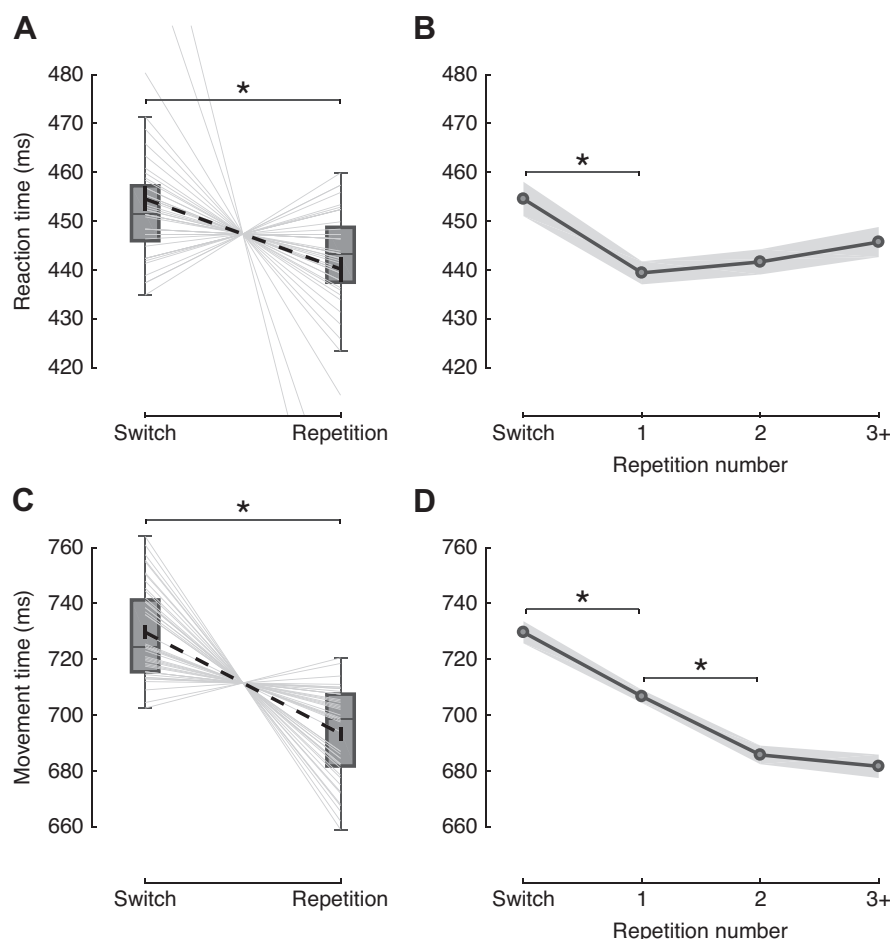 A
B
480
470
460
450
440
430
420
Reaction time (ms)
*
Switch
Repetition
480
470
460
450
440
430
420
*
Switch
1
2
3+
Repetition number
C
D
760
740
720
700
680
660
Movement time (ms)
*
Switch
Repetition
760
740
720
700
680
660
*
*
Switch
1
2
3+
Repetition number